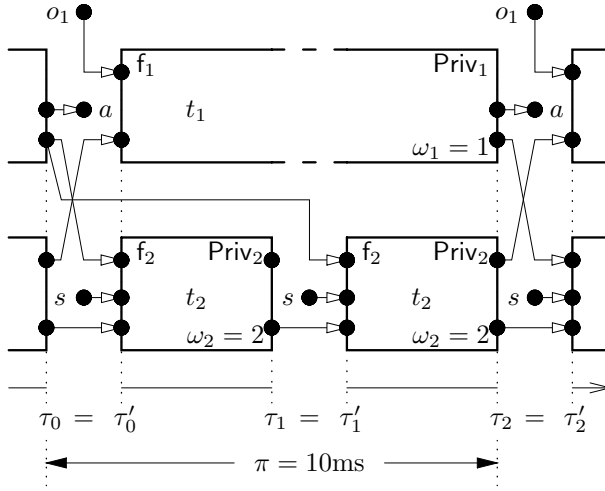 o₁ o₁
f₁ Priv₁
a t₁ a
ω₁ = 1
f₂ Priv₂ f₂ Priv₂
s t₂ s t₂ s
ω₂ = 2 ω₂ = 2
τ₀ = τ′₀ τ₁ = τ′₁ τ₂ = τ′₂
π = 10ms